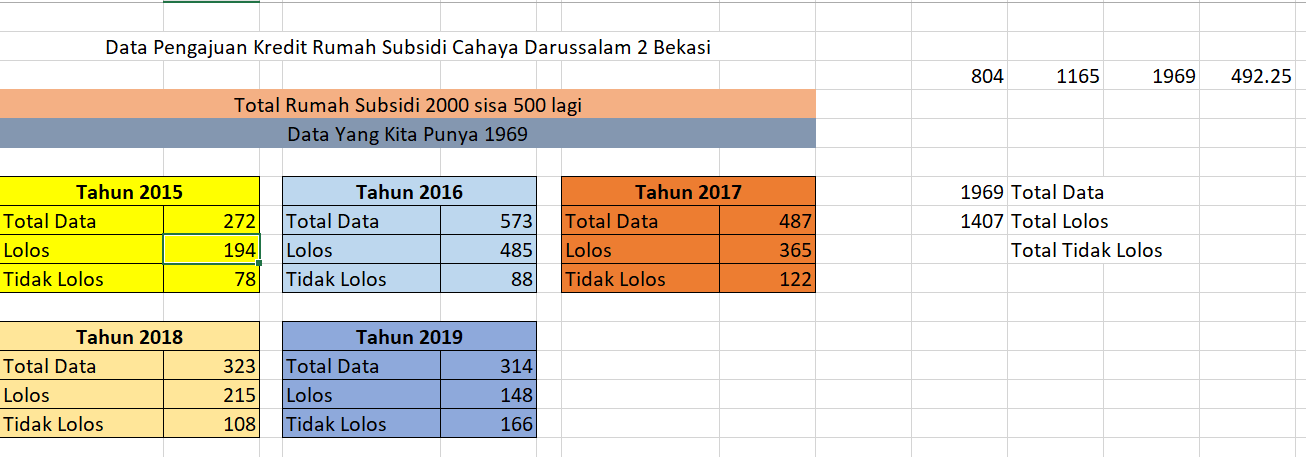 Data Pengajuan Kredit Rumah Subsidi Cahaya Darussalam 2 Bekasi
804 1165 1969 492.25
Total Rumah Subsidi 2000 sisa 500 lagi
Data Yang Kita Punya 1969
Tahun 2015 Tahun 2016 Tahun 2017 1969 Total Data
Total Data 272 Total Data 573 Total Data 487 1407 Total Lolos
Lolos 194 Lolos 485 Lolos 365 Total Tidak Lolos
Tidak Lolos 78 Tidak Lolos 88 Tidak Lolos 122
Tahun 2018 Tahun 2019
Total Data 323 Total Data 314
Lolos 215 Lolos 148
Tidak Lolos 108 Tidak Lolos 166